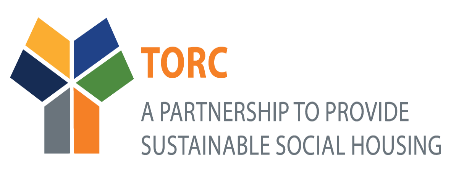 TORC
A PARTNERSHIP TO PROVIDE
SUSTAINABLE SOCIAL HOUSING